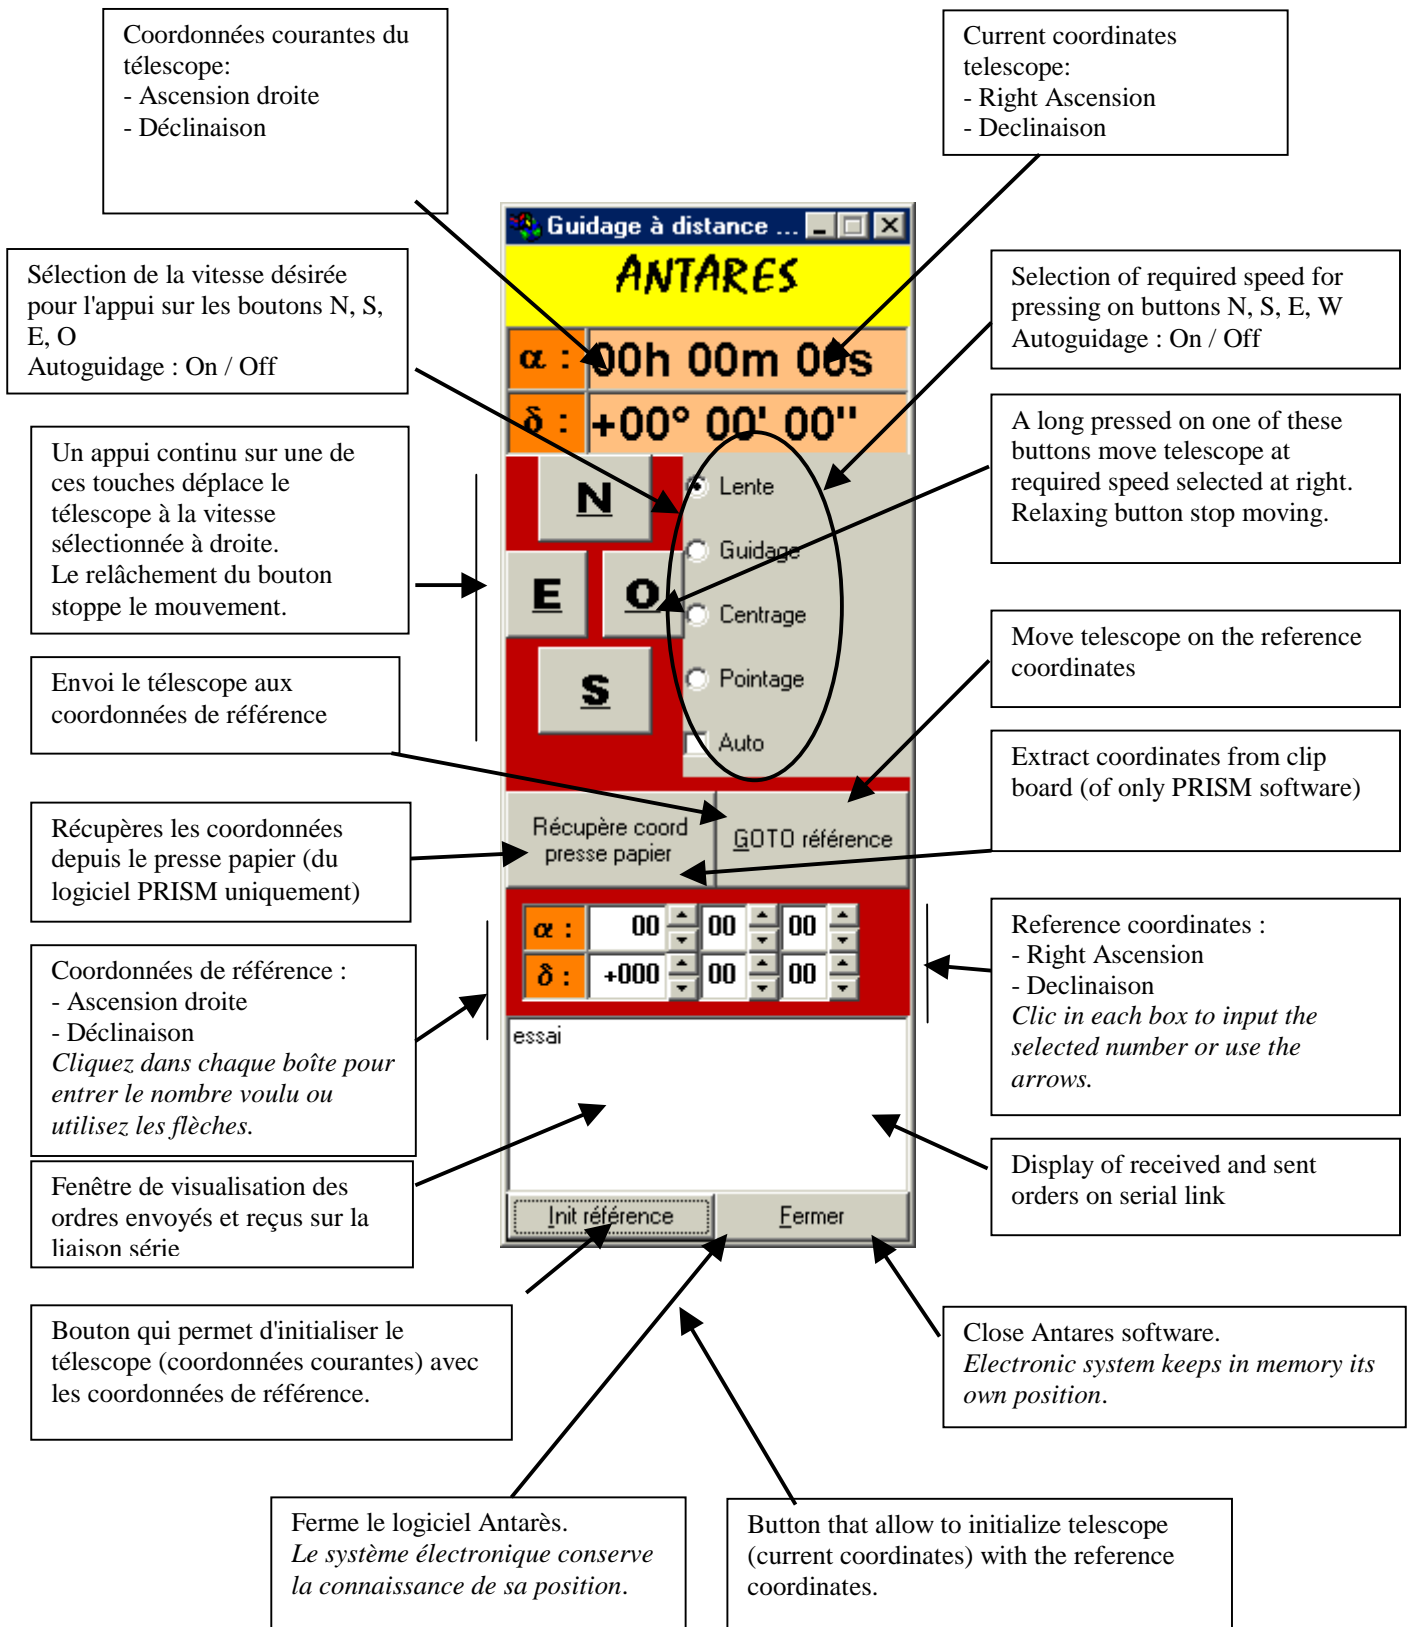 Coordonnées courantes du
télescope:
- Ascension droite
- Déclinaison
Current coordinates
telescope:
- Right Ascension
- Declinaison
Guidage à distance ...
ANTARES
Sélection de la vitesse désirée
pour l'appui sur les boutons N, S,
E, O
Autoguidage : On / Off
Selection of required speed for
pressing on buttons N, S, E, W
Autoguidage : On / Off
α : 00h 00m 00s
δ : +00° 00' 00"
Un appui continu sur une de
ces touches déplace le
télescope à la vitesse
sélectionnée à droite.
Le relâchement du bouton
stoppe le mouvement.
N
E
O
S
Lente
Guidage
Centrage
Pointage
Auto
A long pressed on one of these
buttons move telescope at
required speed selected at right.
Relaxing button stop moving.
Envoi le télescope aux
coordonnées de référence
Move telescope on the reference
coordinates
Extract coordinates from clip
board (of only PRISM software)
Récupères les coordonnées
depuis le presse papier (du
logiciel PRISM uniquement)
Récupère coord
presse papier
GOTO référence
α : 00 00 00
δ : +000 00 00
Coordonnées de référence :
- Ascension droite
- Déclinaison
Cliquez dans chaque boîte pour
entrer le nombre voulu ou
utilisez les flèches.
Reference coordinates :
- Right Ascension
- Declinaison
Clic in each box to input the
selected number or use the
arrows.
essai
Fenêtre de visualisation des
ordres envoyés et reçus sur la
liaison série
Display of received and sent
orders on serial link
Init référence
Fermer
Bouton qui permet d'initialiser le
télescope (coordonnées courantes) avec
les coordonnées de référence.
Close Antares software.
Electronic system keeps in memory its
own position.
Ferme le logiciel Antarès.
Le système électronique conserve
la connaissance de sa position.
Button that allow to initialize telescope
(current coordinates) with the reference
coordinates.